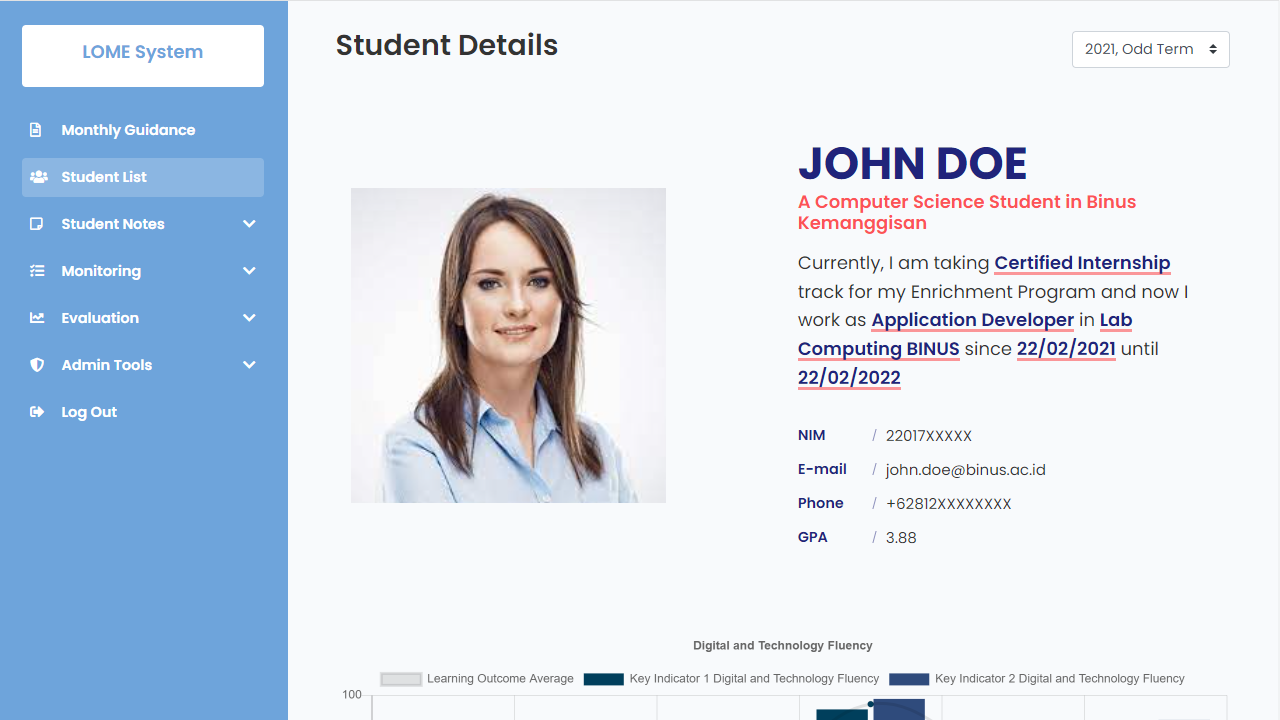 LOME System
Monthly Guidance
Student List
Student Notes
Monitoring
Evaluation
Admin Tools
Log Out
Student Details
2021, Odd Term
JOHN DOE
A Computer Science Student in Binus
Kemanggisan
Currently, I am taking Certified Internship
track for my Enrichment Program and now I
work as Application Developer in Lab
Computing BINUS since 22/02/2021 until
22/02/2022
NIM / 22017XXXXX
E-mail / john.doe@binus.ac.id
Phone / +62812XXXXXXXX
GPA / 3.88
Digital and Technology Fluency
Learning Outcome Average Key Indicator 1 Digital and Technology Fluency Key Indicator 2 Digital and Technology Fluency
100